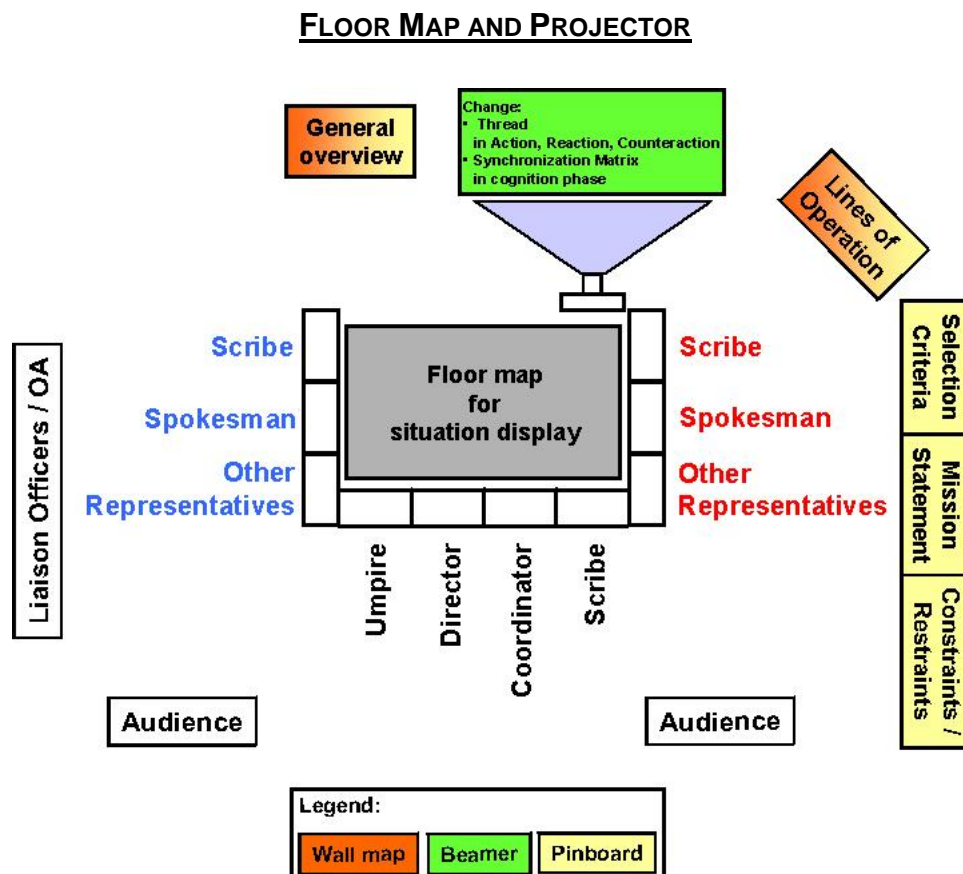 FLOOR MAP AND PROJECTOR
General
overview
Change:
• Thread
in Action, Reaction, Counteraction
• Synchronization Matrix
in cognition phase
Lines of
Operation
Liaison Officers / OA
Scribe
Spokesman
Other
Representatives
Floor map
for
situation display
Scribe
Spokesman
Other
Representatives
Selection
Criteria
Mission
Statement
Constraints /
Restraints
Umpire
Director
Coordinator
Scribe
Audience
Audience
Legend:
Wall map
Beamer
Pinboard